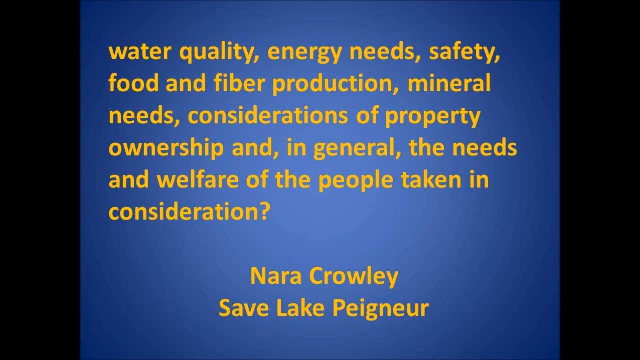 water quality, energy needs, safety,
food and fiber production, mineral
needs, considerations of property
ownership and, in general, the needs
and welfare of the people taken in
consideration?
Nara Crowley
Save Lake Peigneur